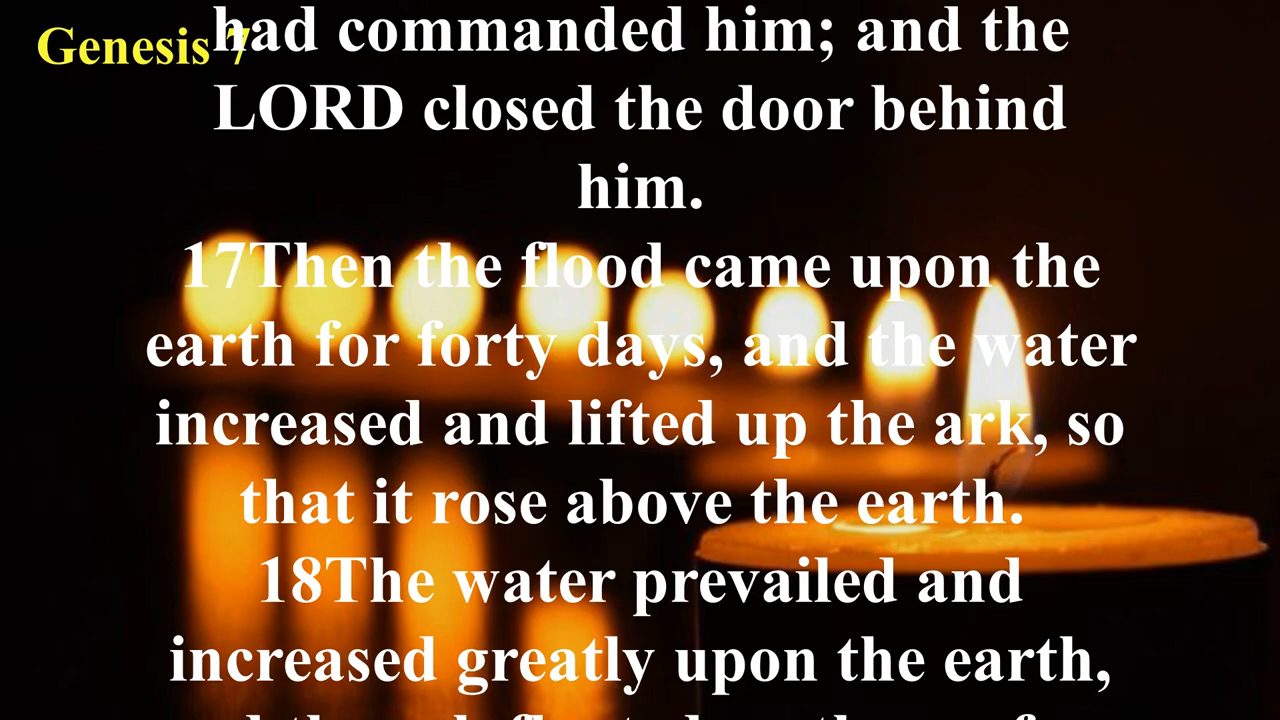 Genesis 7
had commanded him; and the
LORD closed the door behind
him.
17Then the flood came upon the
earth for forty days, and the water
increased and lifted up the ark, so
that it rose above the earth.
18The water prevailed and
increased greatly upon the earth,